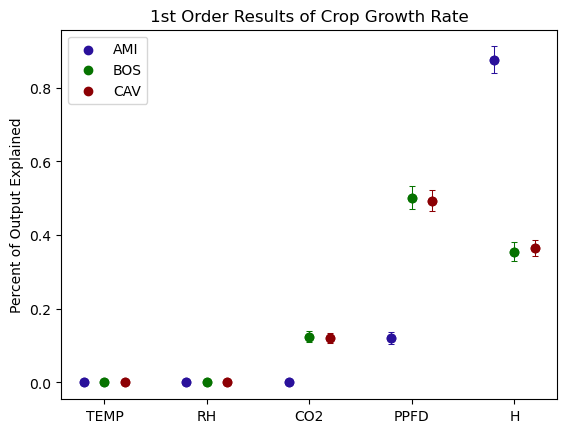 1st Order Results of Crop Growth Rate
AMI
BOS
CAV
Percent of Output Explained
0.8
0.6
0.4
0.2
0.0
TEMP RH CO2 PPFD H